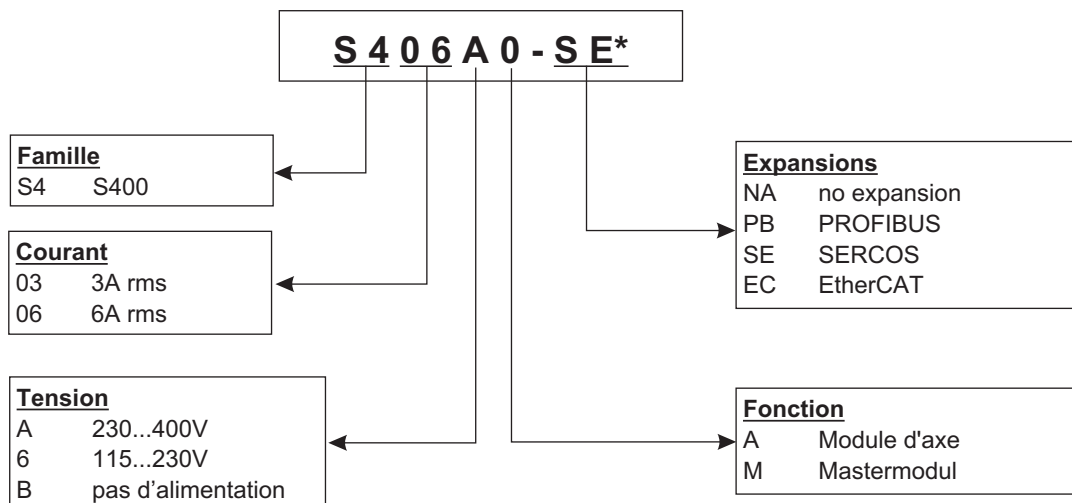 S406A0-SE*
Famille
S4 S400
Courant
03 3A rms
06 6A rms
Tension
A 230...400V
6 115...230V
B pas d'alimentation
Expansions
NA no expansion
PB PROFIBUS
SE SERCOS
EC EtherCAT
Fonction
A Module d'axe
M Mastermodul